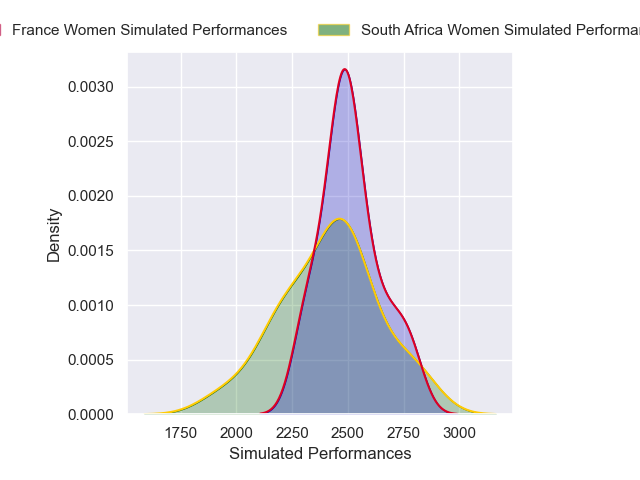 France Women Simulated Performances South Africa Women Simulated
0.0030
0.0025
0.0020
0.0015
0.0010
0.0005
0.0000
Density
1750 2000 2250 2500 2750 3000
Simulated Performances